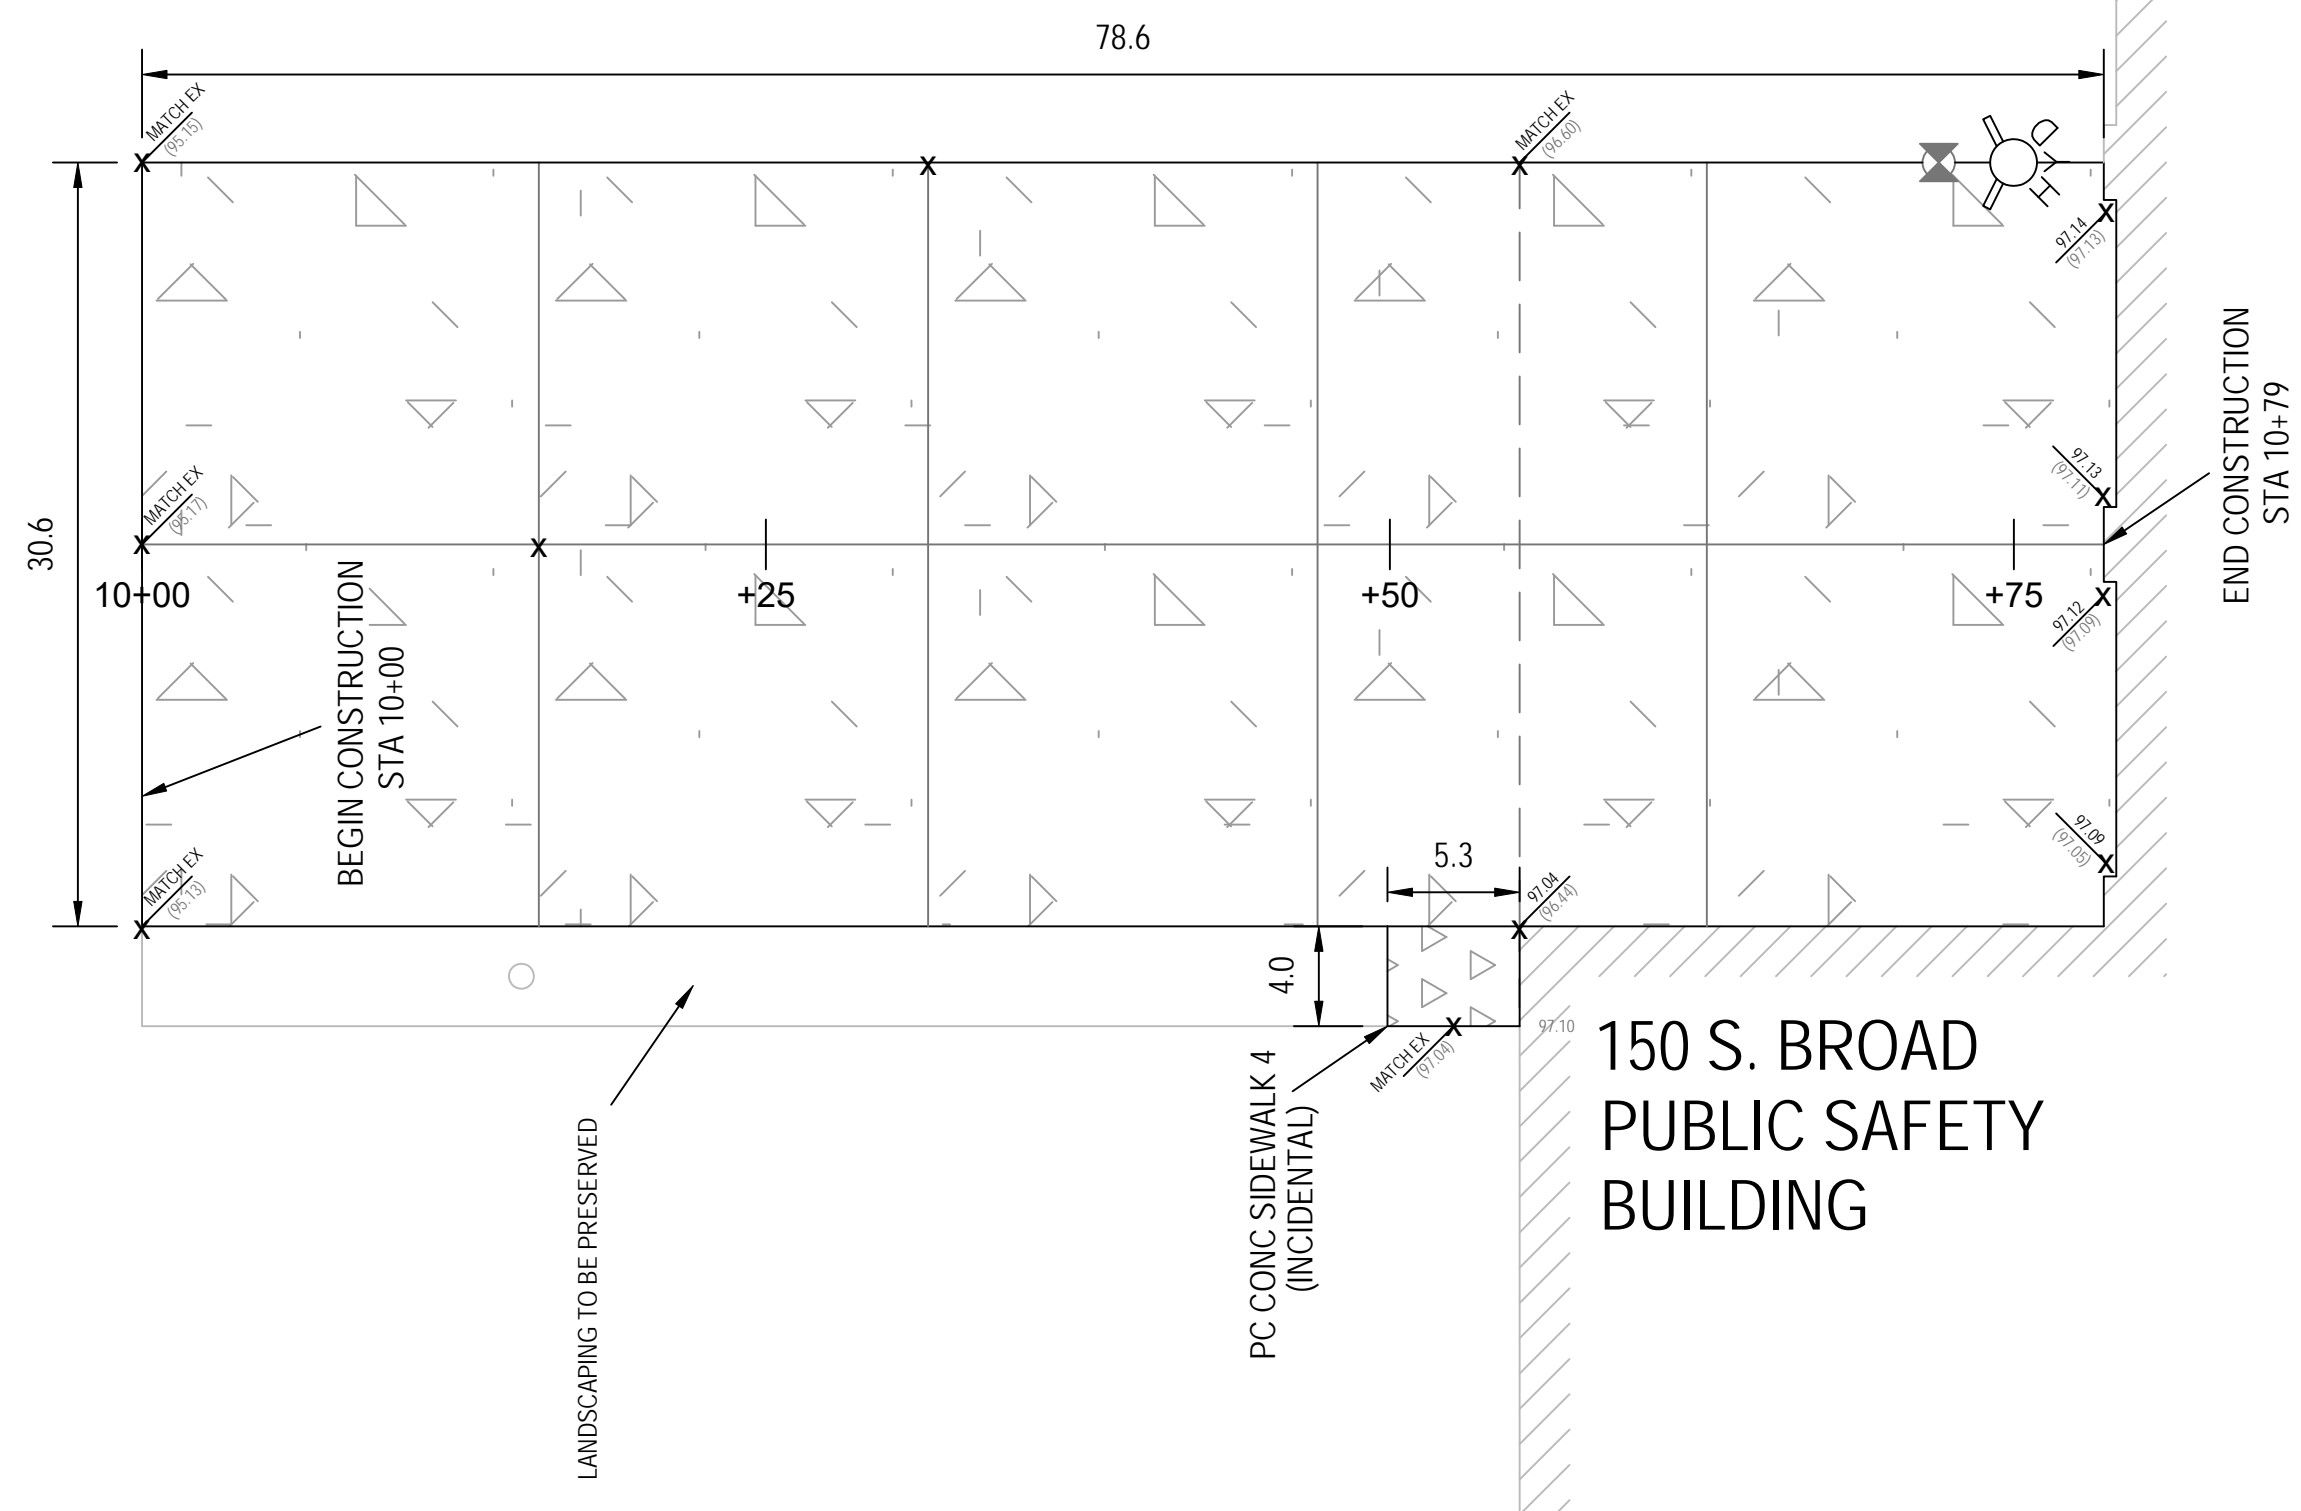 78.6
MATCH EX
(95.15)
MATCH EX
(96.60)
HYD
97.14
(97.13)
30.6
MATCH EX
(95.17)
97.13
(97.11)
END CONSTRUCTION
STA 10+79
10+00
+25
+50
+75
BEGIN CONSTRUCTION
STA 10+00
97.12
(97.09)
MATCH EX
(95.13)
5.3
97.04
(96.44)
97.09
(97.05)
4.0
MATCH EX
(97.04)
97.10
150 S. BROAD
PUBLIC SAFETY
BUILDING
PC CONC SIDEWALK 4
(INCIDENTAL)
LANDSCAPING TO BE PRESERVED